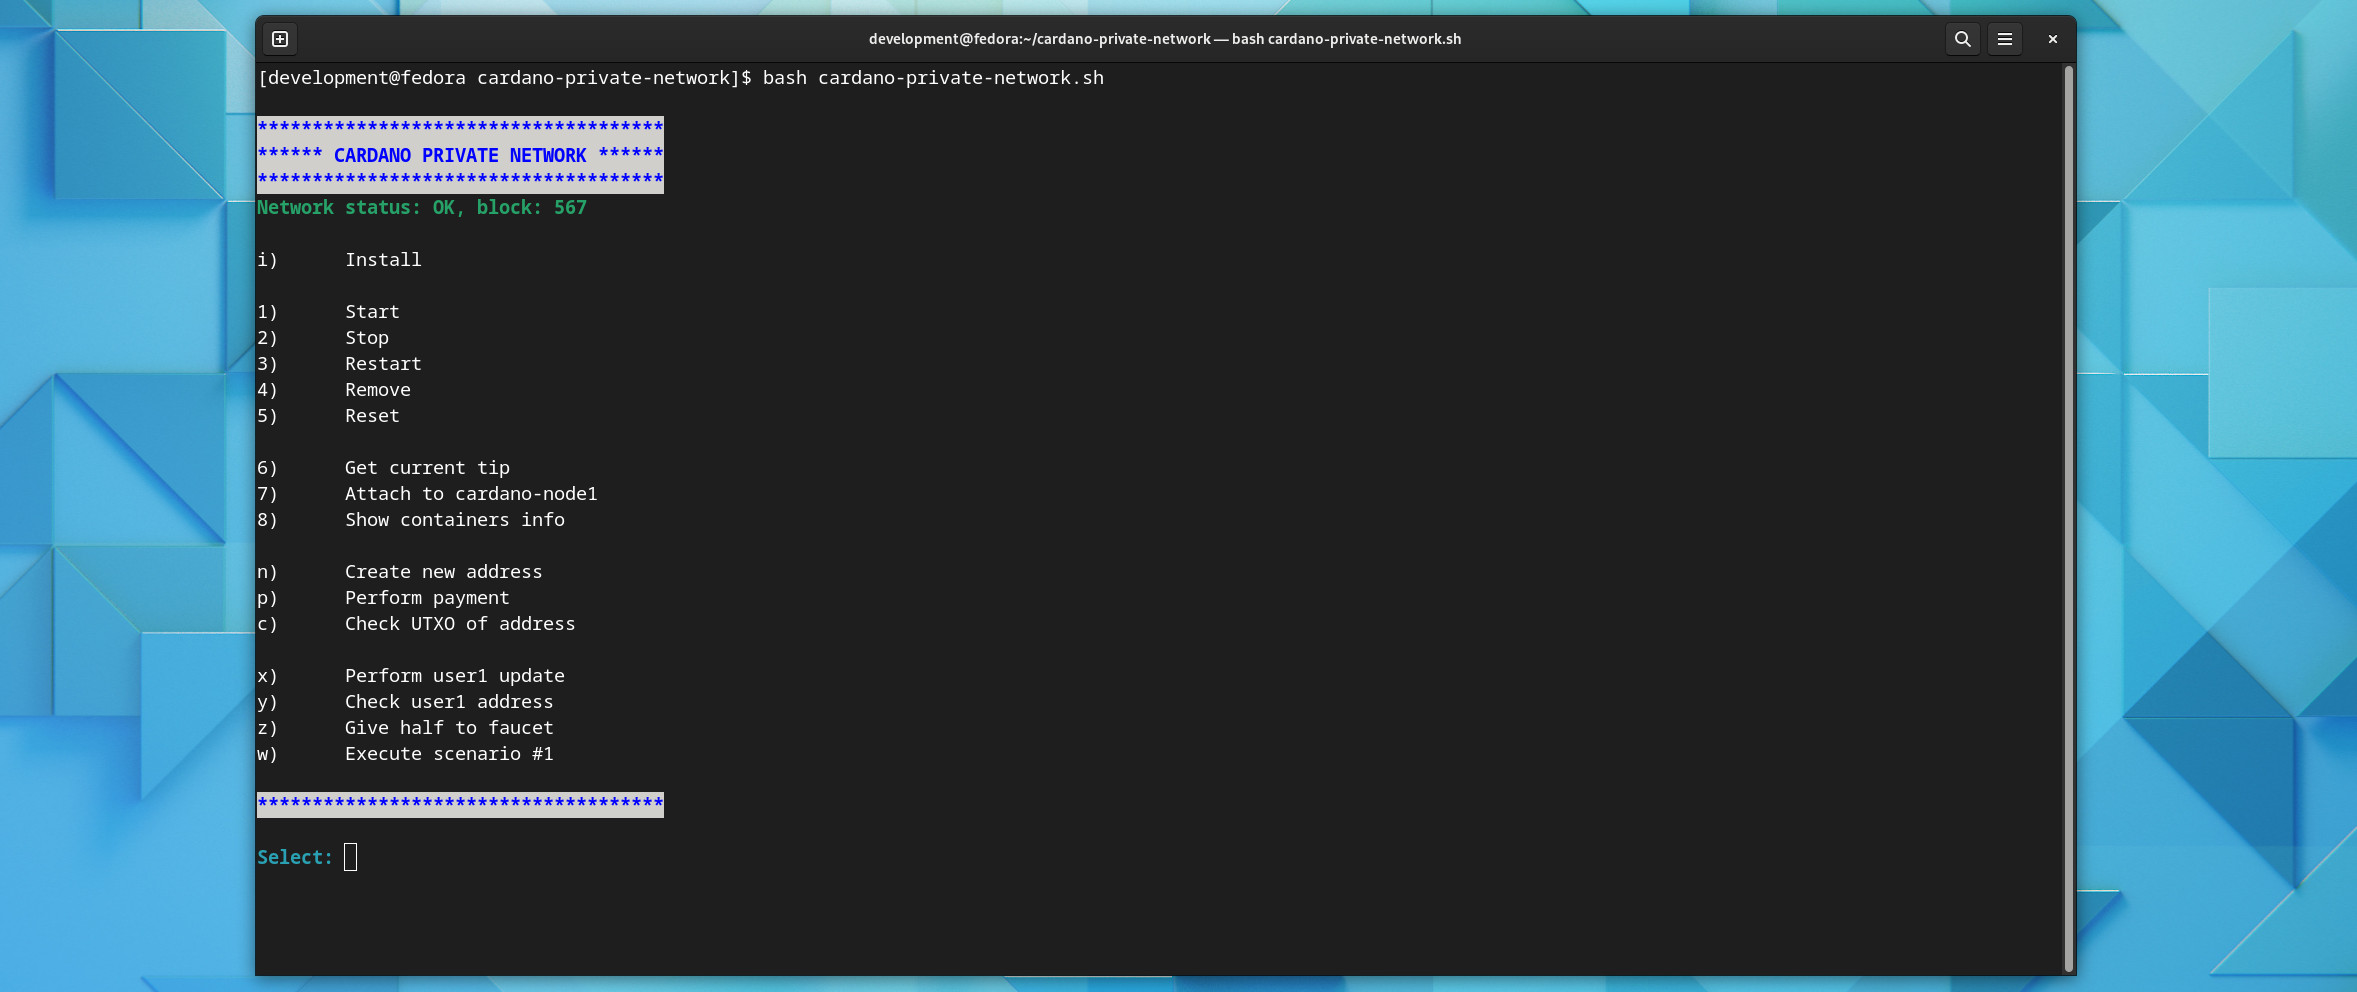 development@fedora:~/cardano-private-network — bash cardano-private-network.sh
[development@fedora cardano-private-network]$ bash cardano-private-network.sh
*************************************
****** CARDANO PRIVATE NETWORK ******
*************************************
Network status: OK, block: 567
i) Install
1) Start
2) Stop
3) Restart
4) Remove
5) Reset
6) Get current tip
7) Attach to cardano-node1
8) Show containers info
n) Create new address
p) Perform payment
c) Check UTXO of address
x) Perform user1 update
y) Check user1 address
z) Give half to faucet
w) Execute scenario #1
*************************************
Select: